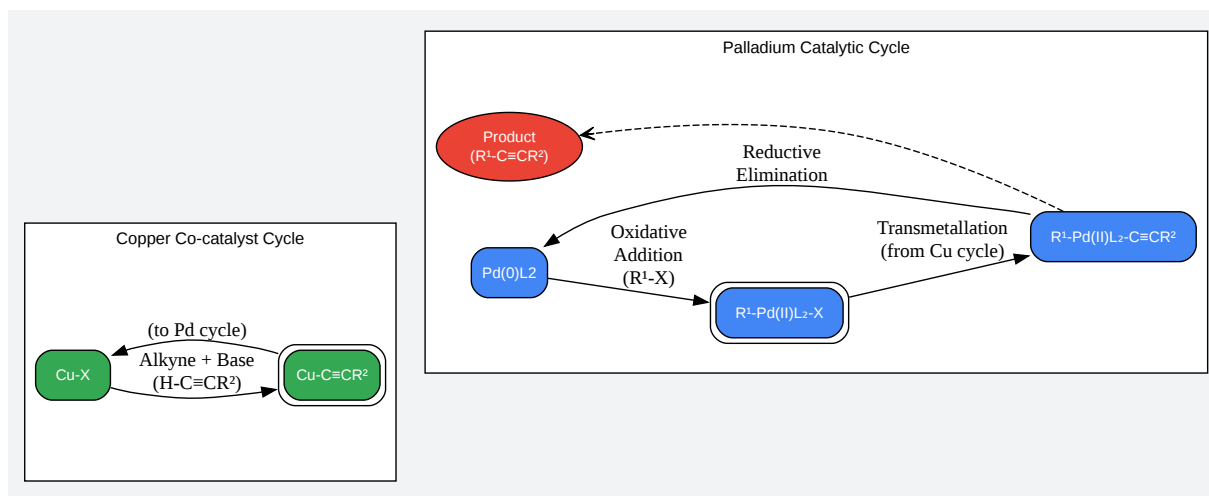 Palladium Catalytic Cycle
Product
(R¹-C≡CR²)
Reductive
Elimination
Transmetallation
(from Cu cycle)
R¹-Pd(II)L₂-C≡CR²
Oxidative
Addition
(R¹-X)
Pd(0)L2
R¹-Pd(II)L₂-X
Copper Co-catalyst Cycle
(to Pd cycle)
Alkyne + Base
(H-C≡CR²)
Cu-X
Cu-C≡CR²